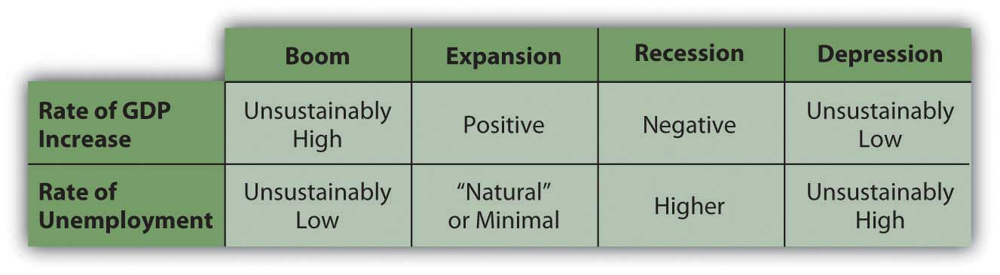 Boom
Expansion
Recession
Depression
Rate of GDP
Increase
Unsustainably
High
Positive
Negative
Unsustainably
Low
Rate of
Unemployment
Unsustainably
Low
“Natural”
or Minimal
Higher
Unsustainably
High